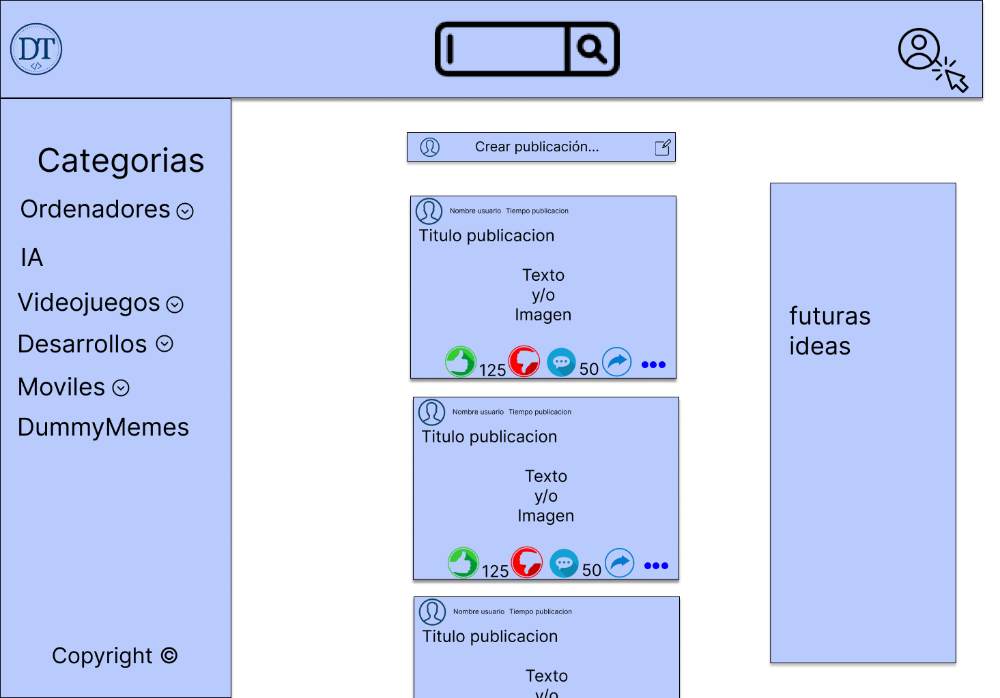 DT
</>
Categorias
Ordenadores
IA
Videojuegos
Desarrollos
Moviles
DummyMemes
Copyright ©
Crear publicación...
Nombre usuario Tiempo publicacion
Titulo publicacion
Texto
y/o
Imagen
125 50
Nombre usuario Tiempo publicacion
Titulo publicacion
Texto
y/o
Imagen
125 50
Nombre usuario Tiempo publicacion
Titulo publicacion
Texto
y/o
futuras
ideas